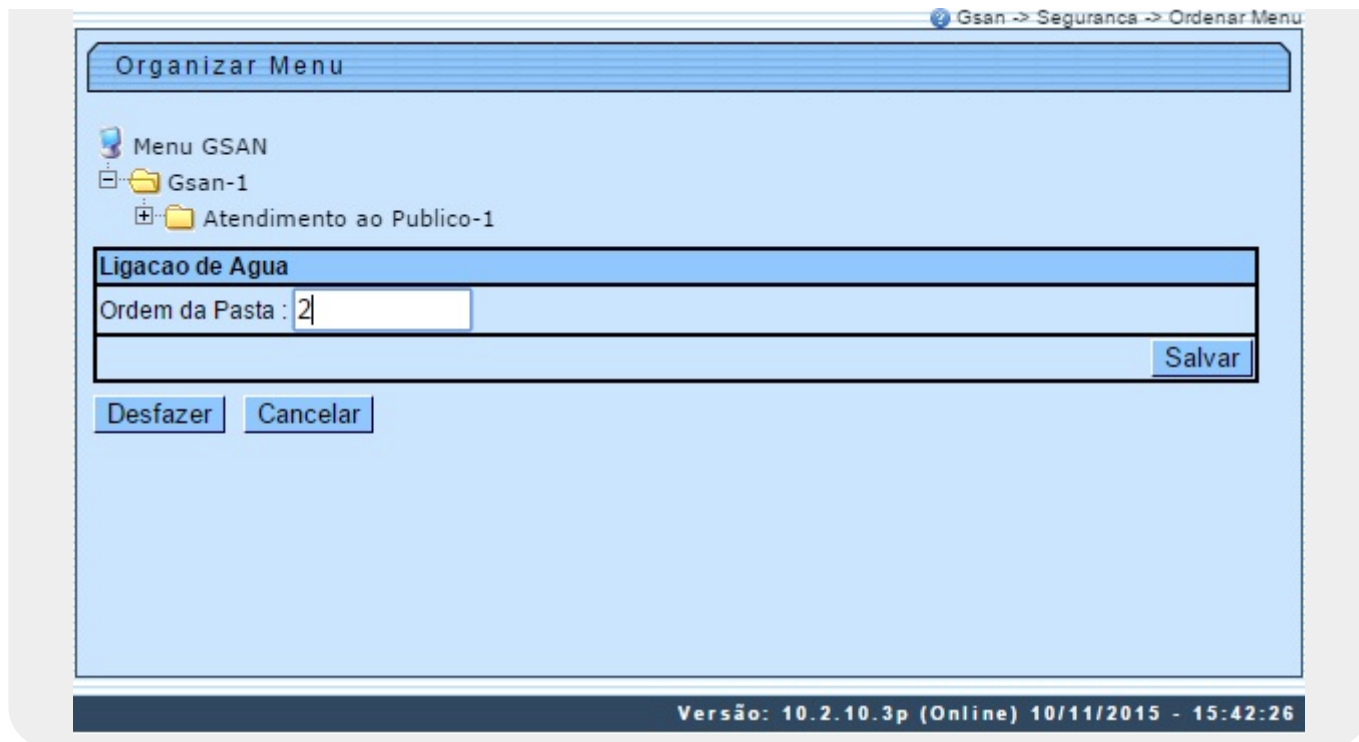 Gsan -> Seguranca -> Ordenar Menu
Organizar Menu
Menu GSAN
Gsan-1
Atendimento ao Publico-1
Ligacao de Agua
Ordem da Pasta : 2
Salvar
Desfazer Cancelar
Versão: 10.2.10.3p (Online) 10/11/2015 - 15:42:26